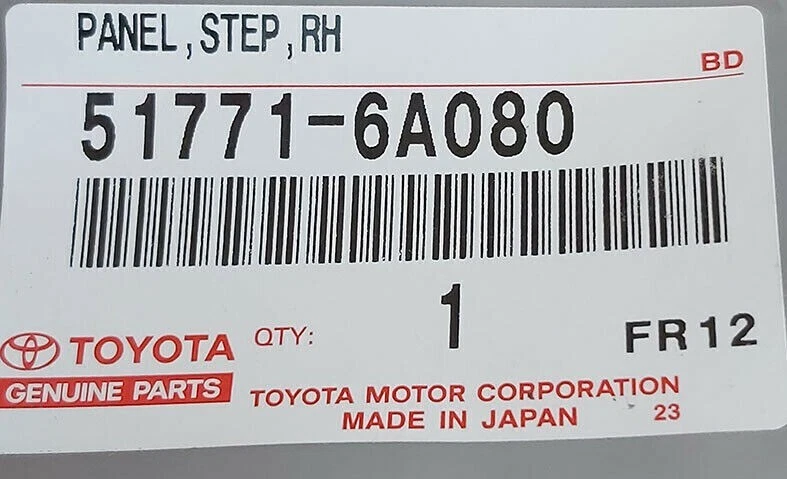 PANEL,STEP,RH
BD
51771-6A080
TOYOTA QTY: 1 FR12
GENUINE PARTS
TOYOTA MOTOR CORPORATION
MADE IN JAPAN 23